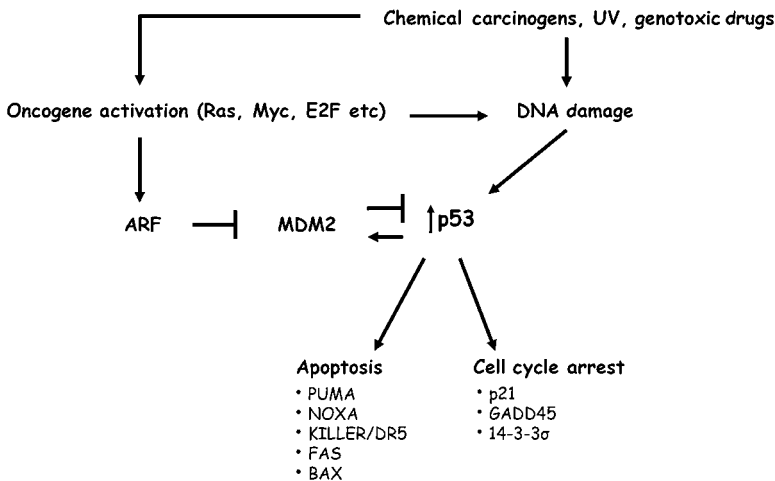 Chemical carcinogens, UV, genotoxic drugs
Oncogene activation (Ras, Myc, E2F etc)
DNA damage
ARF
MDM2
p53
Apoptosis
• PUMA
• NOXA
• KILLER/DR5
• FAS
• BAX
Cell cycle arrest
• p21
• GADD45
• 14-3-3σ